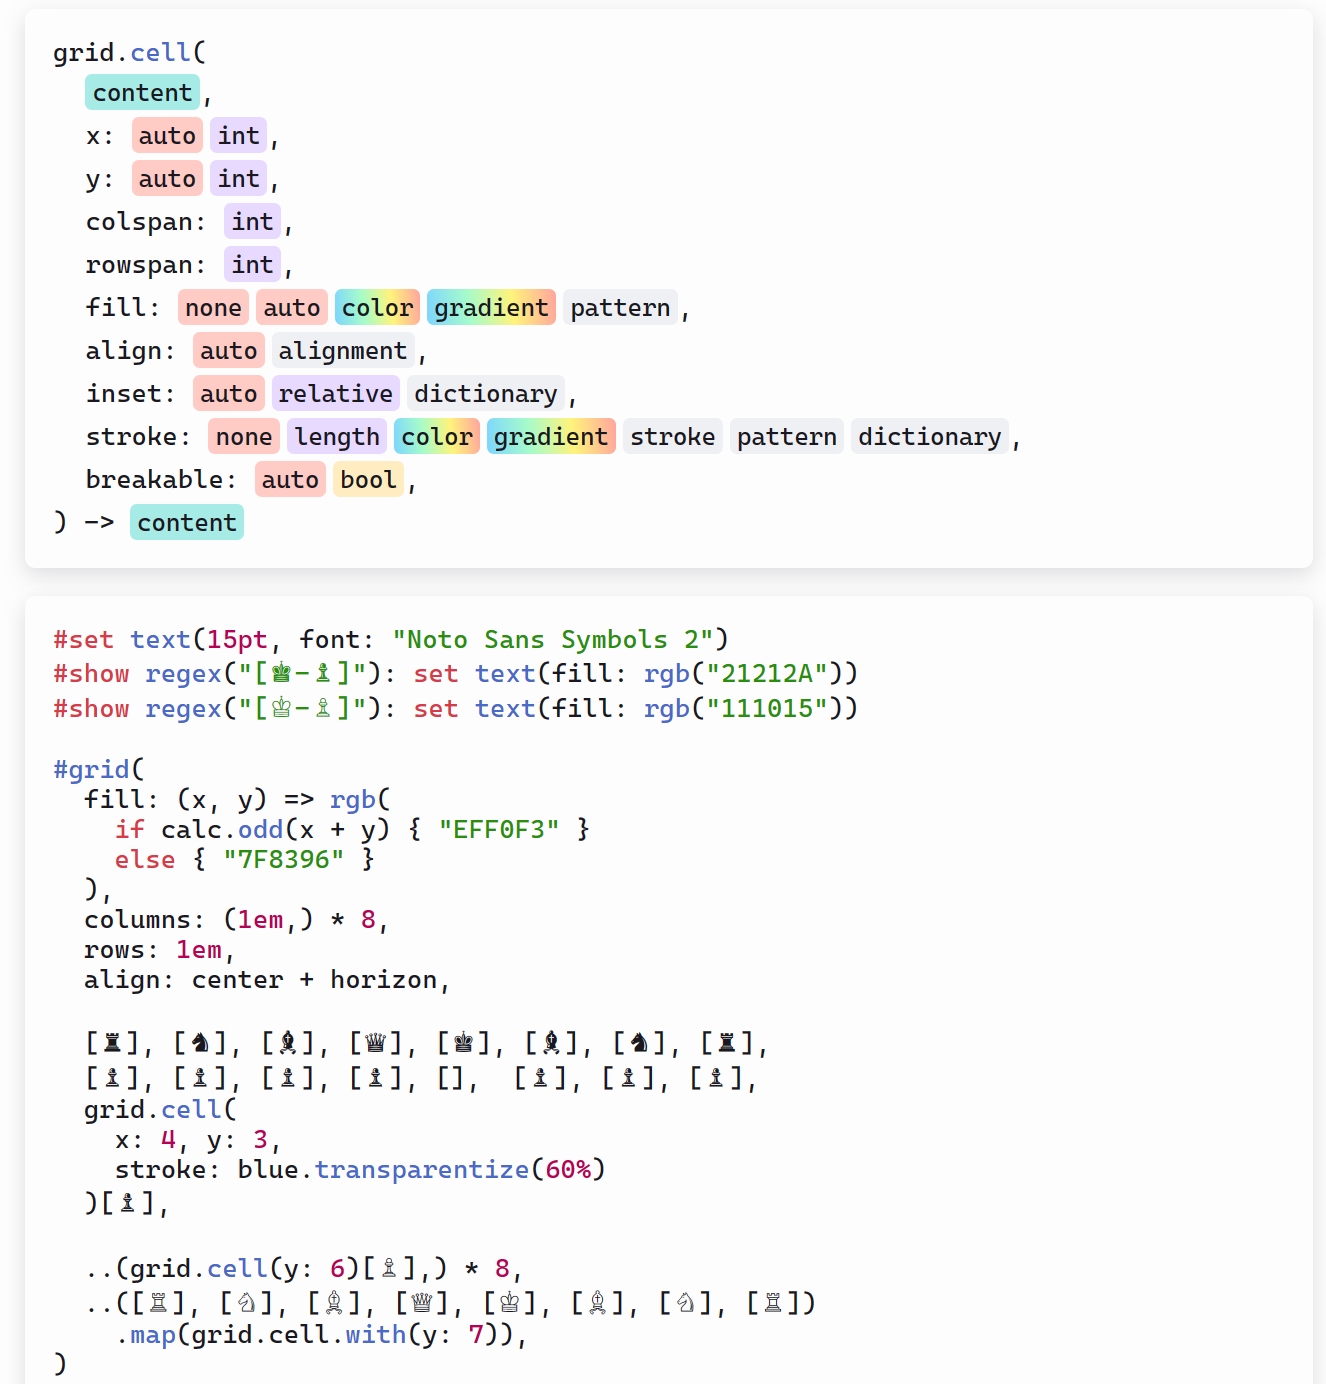 grid.cell(
content,
x: auto int,
y: auto int,
colspan: int,
rowspan: int,
fill: none auto color gradient pattern,
align: auto alignment,
inset: auto relative dictionary,
stroke: none length color gradient stroke pattern dictionary,
breakable: auto bool,
) -> content
#set text(15pt, font: "Noto Sans Symbols 2")
#show regex("[♚-♟]"): set text(fill: rgb("21212A"))
#show regex("[♔-♙]"): set text(fill: rgb("111015"))
#grid(
fill: (x, y) => rgb(
if calc.odd(x + y) { "EFF0F3" }
else { "7F8396" }
),
columns: (1em,) * 8,
rows: 1em,
align: center + horizon,
[♜], [♞], [♝], [♛], [♚], [♝], [♞], [♜],
[♟], [♟], [♟], [♟], [], [♟], [♟], [♟],
grid.cell(
x: 4, y: 3,
stroke: blue.transparentize(60%)
)[♟],
..(grid.cell(y: 6)[♙],) * 8,
..([♖], [♘], [♗], [♕], [♔], [♗], [♘], [♖])
.map(grid.cell.with(y: 7)),
)